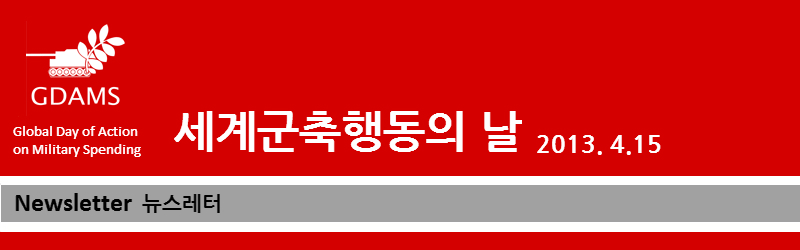 GDAMS
Global Day of Action
on Military Spending
세계군축행동의 날 2013. 4.15
Newsletter 뉴스레터